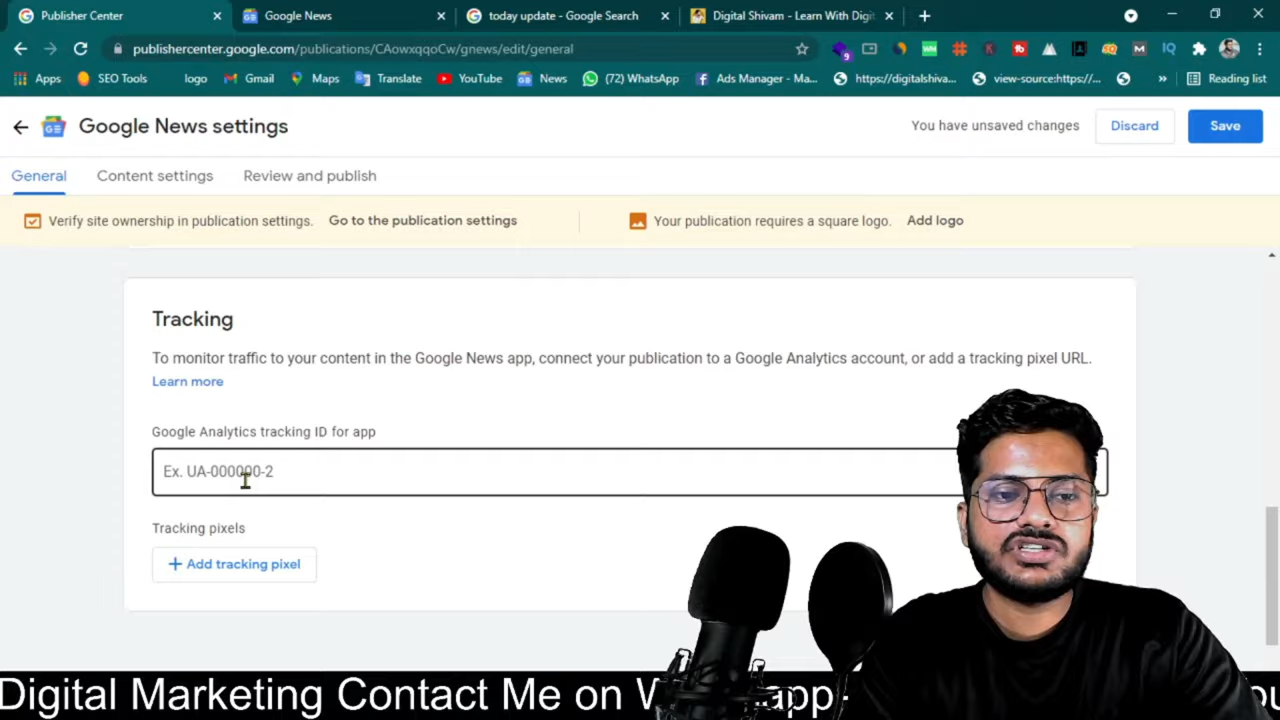 Publisher Center
Google News
today update - Google Search
Digital Shivam - Learn With Digit
publishercenter.google.com/publications/CAowxqqoCw/gnews/edit/general
Apps
SEO Tools
logo
Gmail
Maps
Translate
YouTube
News
(72) WhatsApp
Ads Manager - Ma...
https://digitalshiva...
view-source:https://...
Reading list
Google News settings
You have unsaved changes
Discard
Save
General
Content settings
Review and publish
Verify site ownership in publication settings.
Go to the publication settings
Your publication requires a square logo.
Add logo
Tracking
To monitor traffic to your content in the Google News app, connect your publication to a Google Analytics account, or add a tracking pixel URL.
Learn more
Google Analytics tracking ID for app
Ex. UA-000000-2
Tracking pixels
+ Add tracking pixel
Digital Marketing Contact Me on